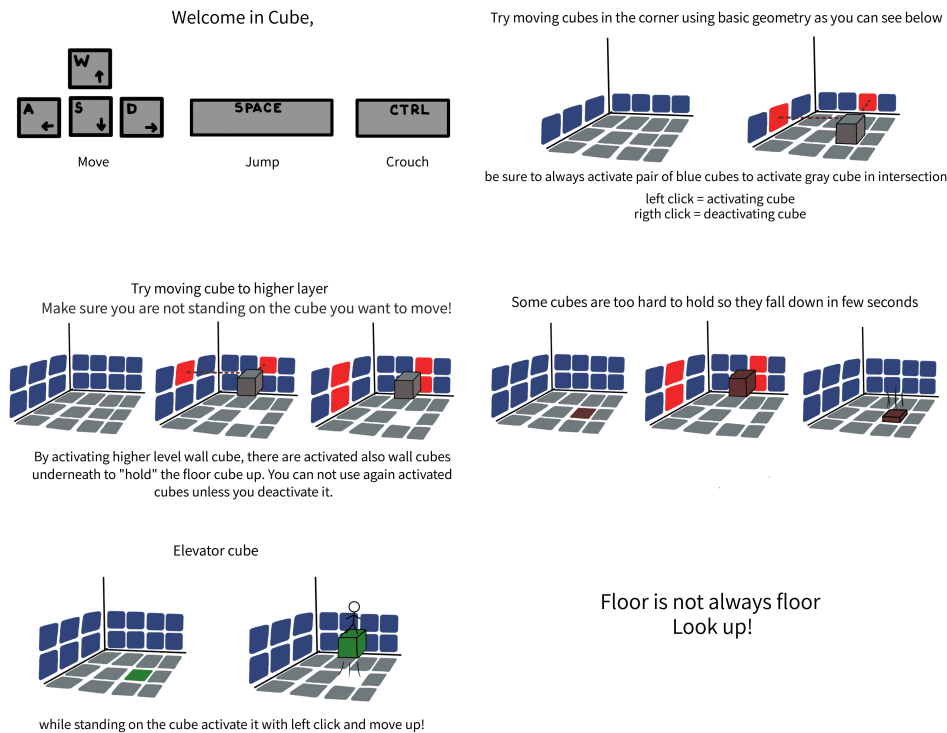 Welcome in Cube,
W
A
S
D
SPACE
CTRL
Move
Jump
Crouch
Try moving cubes in the corner using basic geometry as you can see below
be sure to always activate pair of blue cubes to activate gray cube in intersection
left click = activating cube
rigth click = deactivating cube
Try moving cube to higher layer
Make sure you are not standing on the cube you want to move!
By activating higher level wall cube, there are activated also wall cubes
underneath to "hold" the floor cube up. You can not use again activated
cubes unless you deactivate it.
Some cubes are too hard to hold so they fall down in few seconds
Elevator cube
while standing on the cube activate it with left click and move up!
Floor is not always floor
Look up!